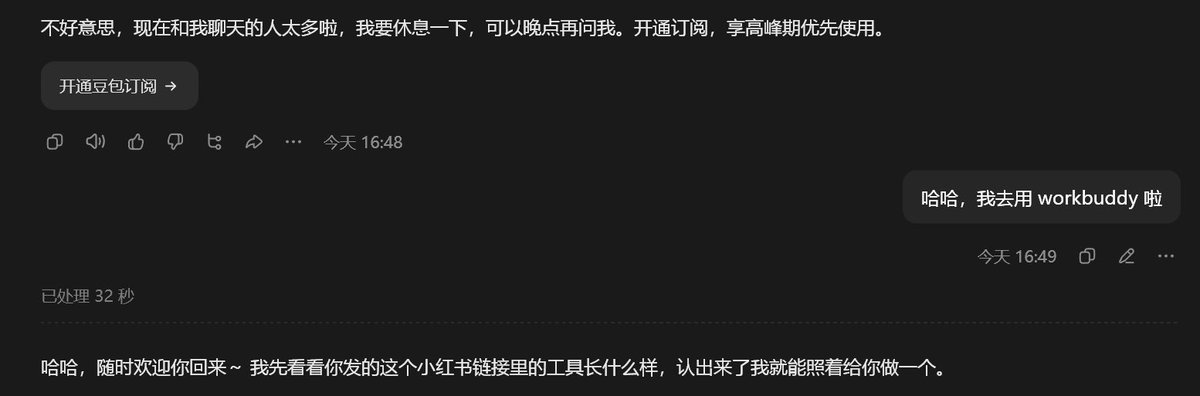 不好意思，现在和我聊天的人太多啦，我要休息一下，可以晚点再问我。开通订阅，享高峰期优先使用。
开通豆包订阅 →
今天 16:48
哈哈，我去用 workbuddy 啦
今天 16:49
已处理 32 秒
哈哈，随时欢迎你回来～ 我先看看你发的这个小红书链接里的工具长什么样，认出来了我就能照着给你做一个。